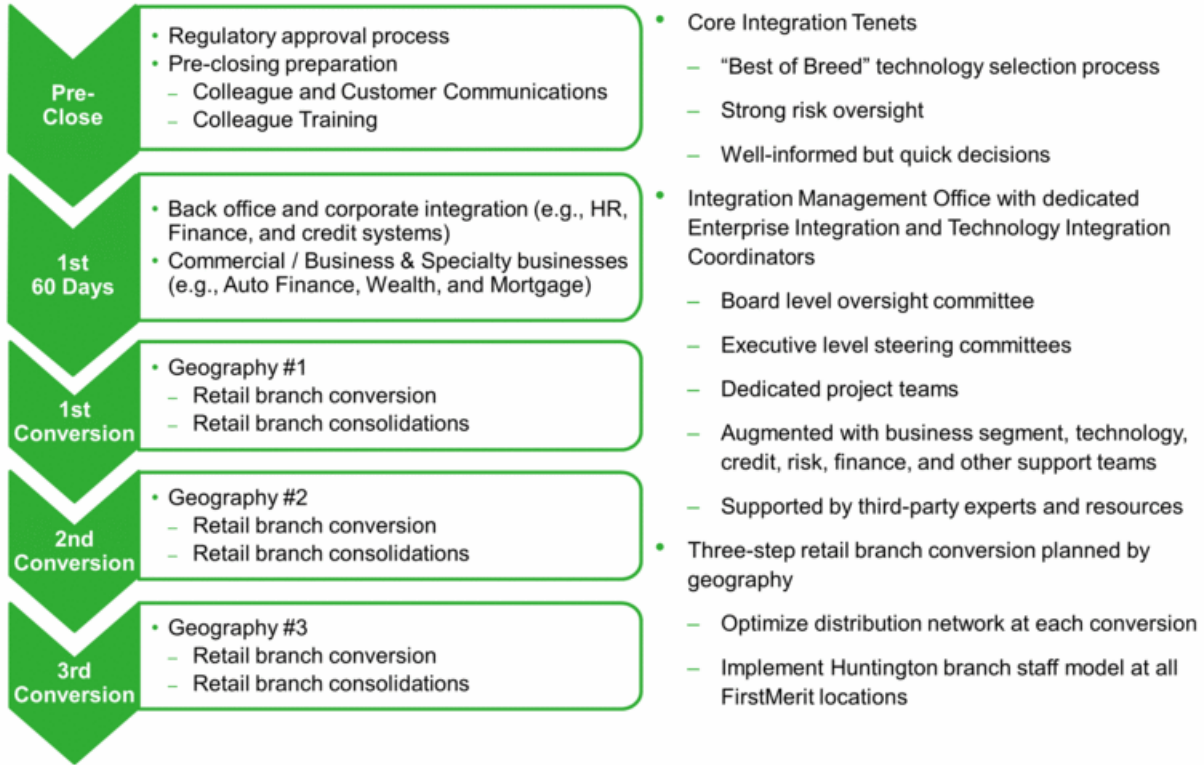 Pre-
Close
• Regulatory approval process
• Pre-closing preparation
– Colleague and Customer Communications
– Colleague Training
1st
60 Days
• Back office and corporate integration (e.g., HR,
Finance, and credit systems)
• Commercial / Business & Specialty businesses
(e.g., Auto Finance, Wealth, and Mortgage)
1st
Conversion
• Geography #1
– Retail branch conversion
– Retail branch consolidations
2nd
Conversion
• Geography #2
– Retail branch conversion
– Retail branch consolidations
3rd
Conversion
• Geography #3
– Retail branch conversion
– Retail branch consolidations
• Core Integration Tenets
– “Best of Breed” technology selection process
– Strong risk oversight
– Well-informed but quick decisions
• Integration Management Office with dedicated
Enterprise Integration and Technology Integration
Coordinators
– Board level oversight committee
– Executive level steering committees
– Dedicated project teams
– Augmented with business segment, technology,
credit, risk, finance, and other support teams
– Supported by third-party experts and resources
• Three-step retail branch conversion planned by
geography
– Optimize distribution network at each conversion
– Implement Huntington branch staff model at all
FirstMerit locations